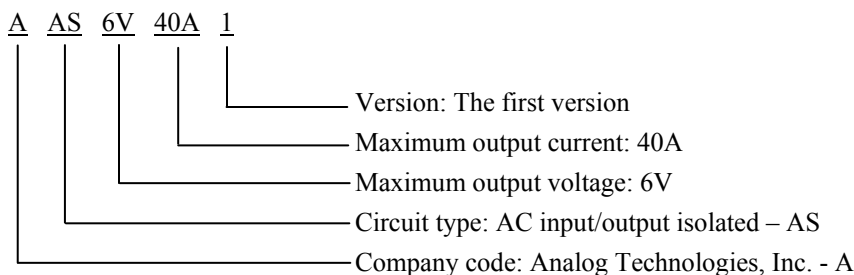 A AS 6V 40A 1
Version: The first version
Maximum output current: 40A
Maximum output voltage: 6V
Circuit type: AC input/output isolated – AS
Company code: Analog Technologies, Inc. - A